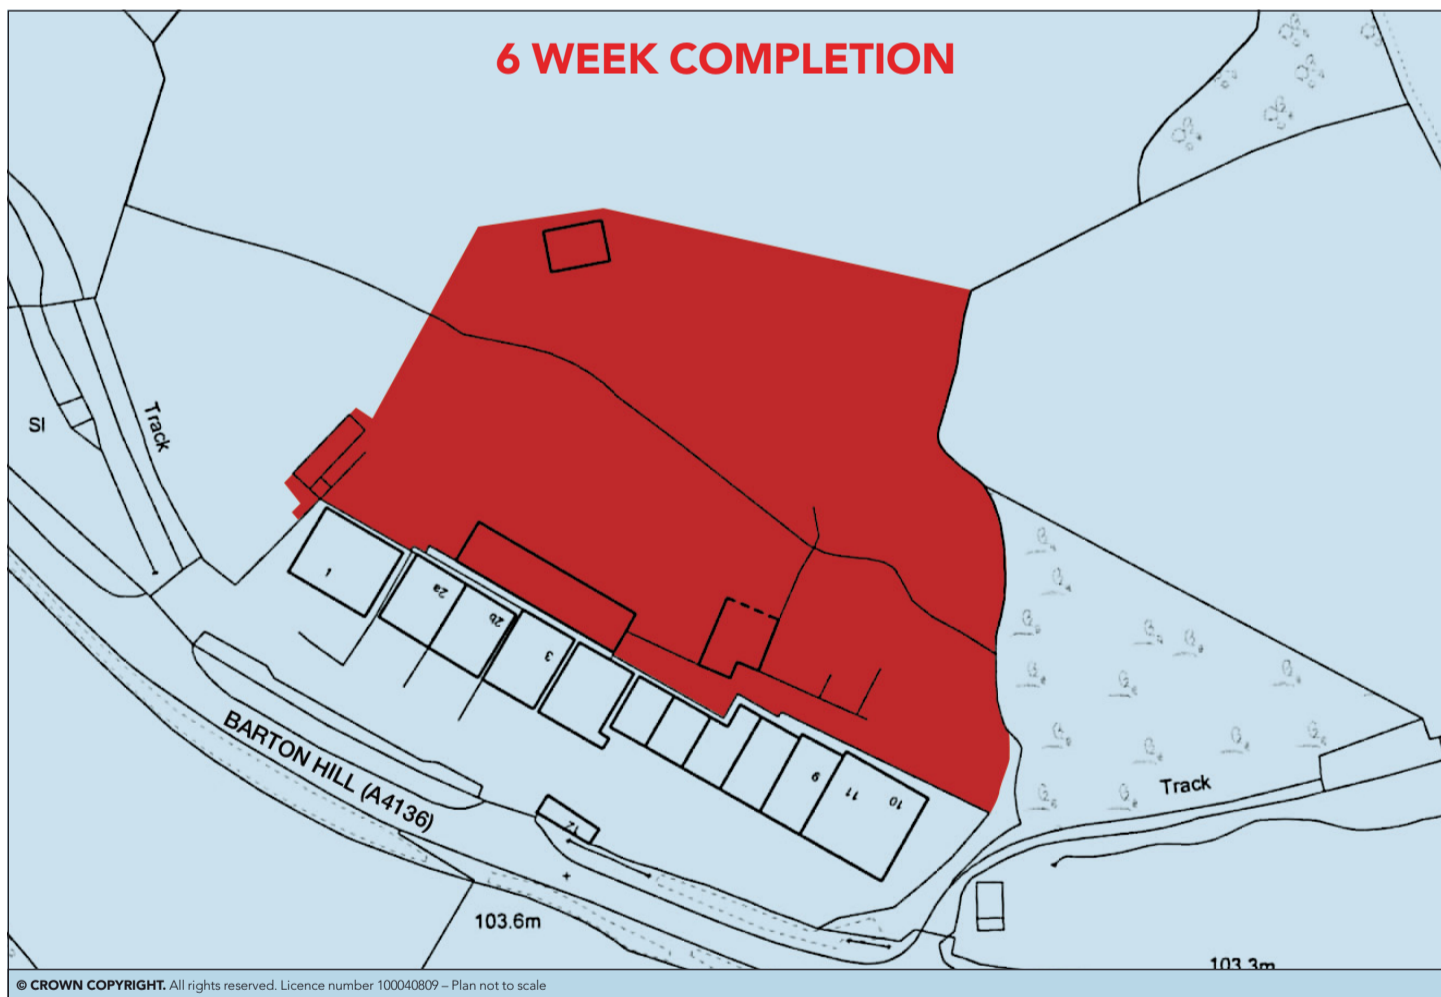 6 WEEK COMPLETION
SI
Track
1
2a
2b
3
9
11
10
12
BARTON HILL (A4136)
Track
103.6m
103.3m
© CROWN COPYRIGHT. All rights reserved. Licence number 100040809 – Plan not to scale